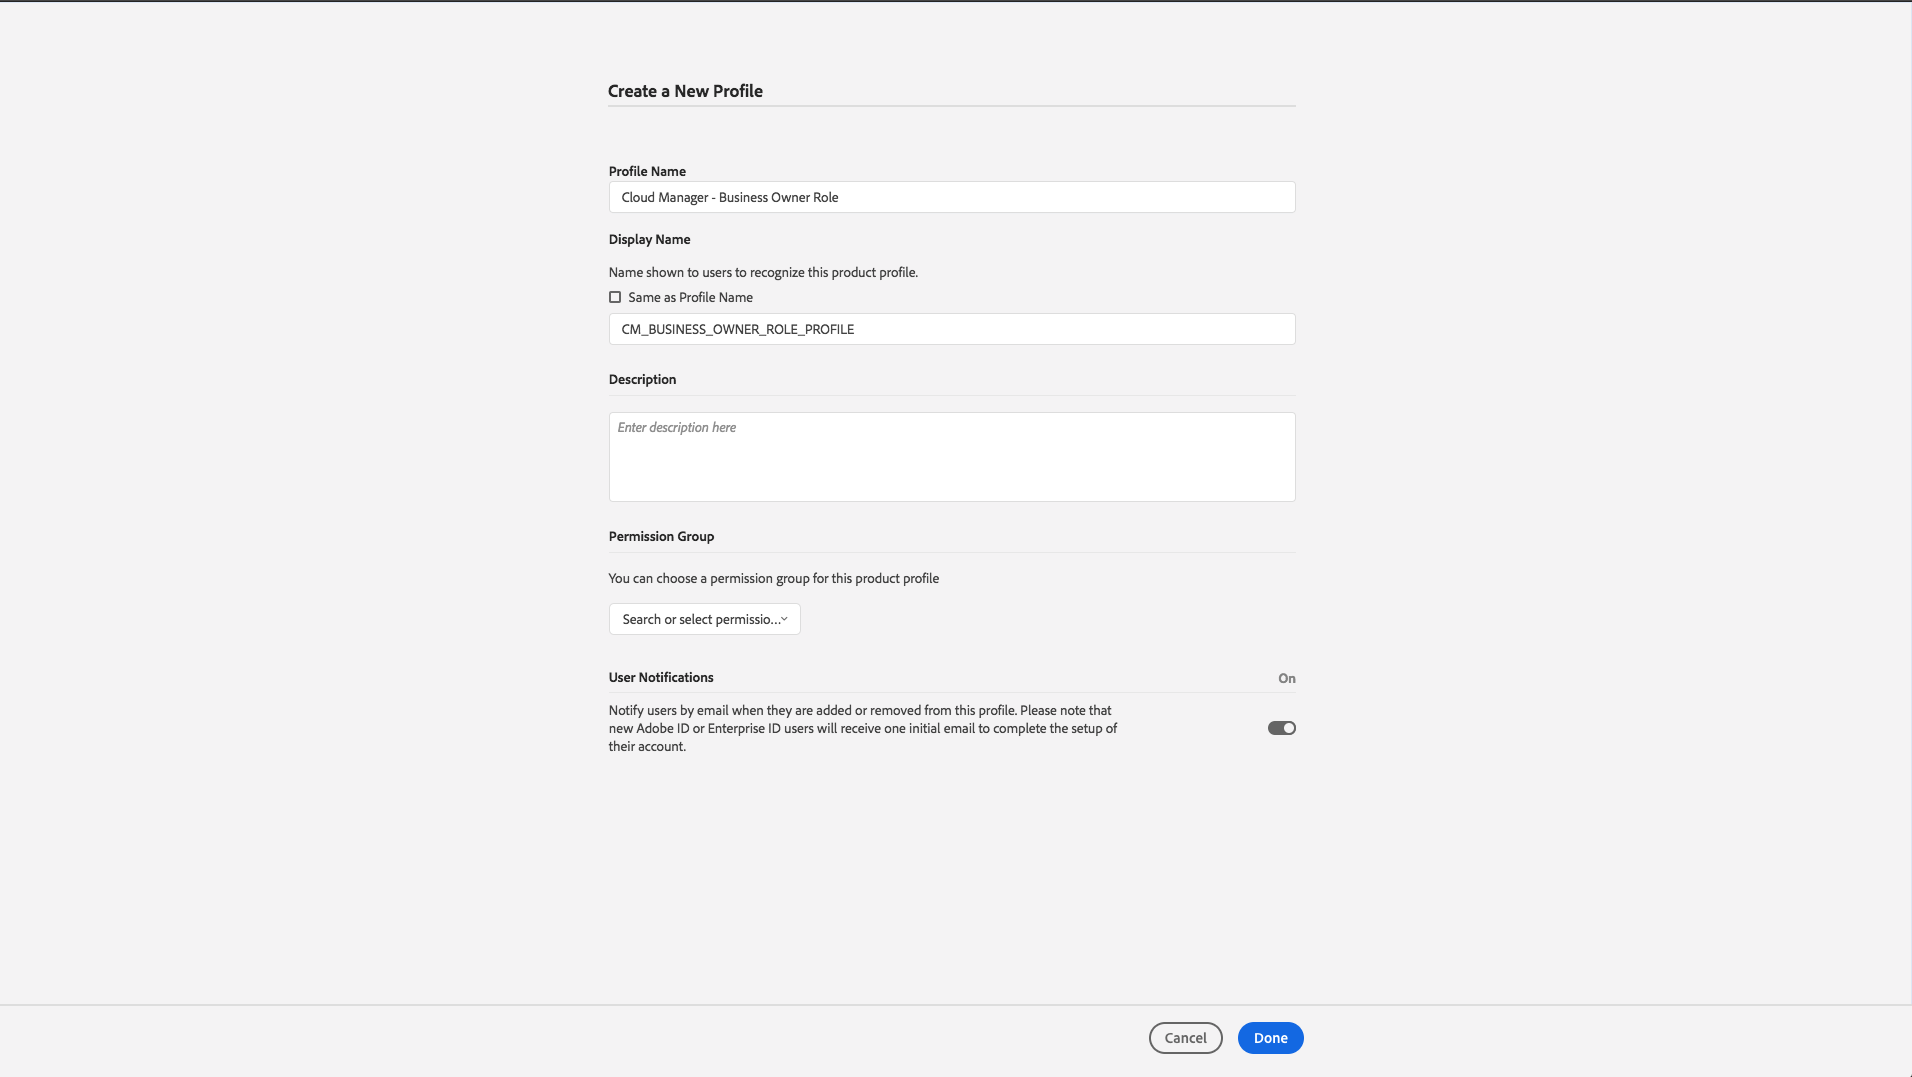 Create a New Profile
Profile Name
Cloud Manager - Business Owner Role
Display Name
Name shown to users to recognize this product profile.
Same as Profile Name
CM_BUSINESS_OWNER_ROLE_PROFILE
Description
Enter description here
Permission Group
You can choose a permission group for this product profile
Search or select permissio...
User Notifications
On
Notify users by email when they are added or removed from this profile. Please note that
new Adobe ID or Enterprise ID users will receive one initial email to complete the setup of
their account.
Cancel
Done